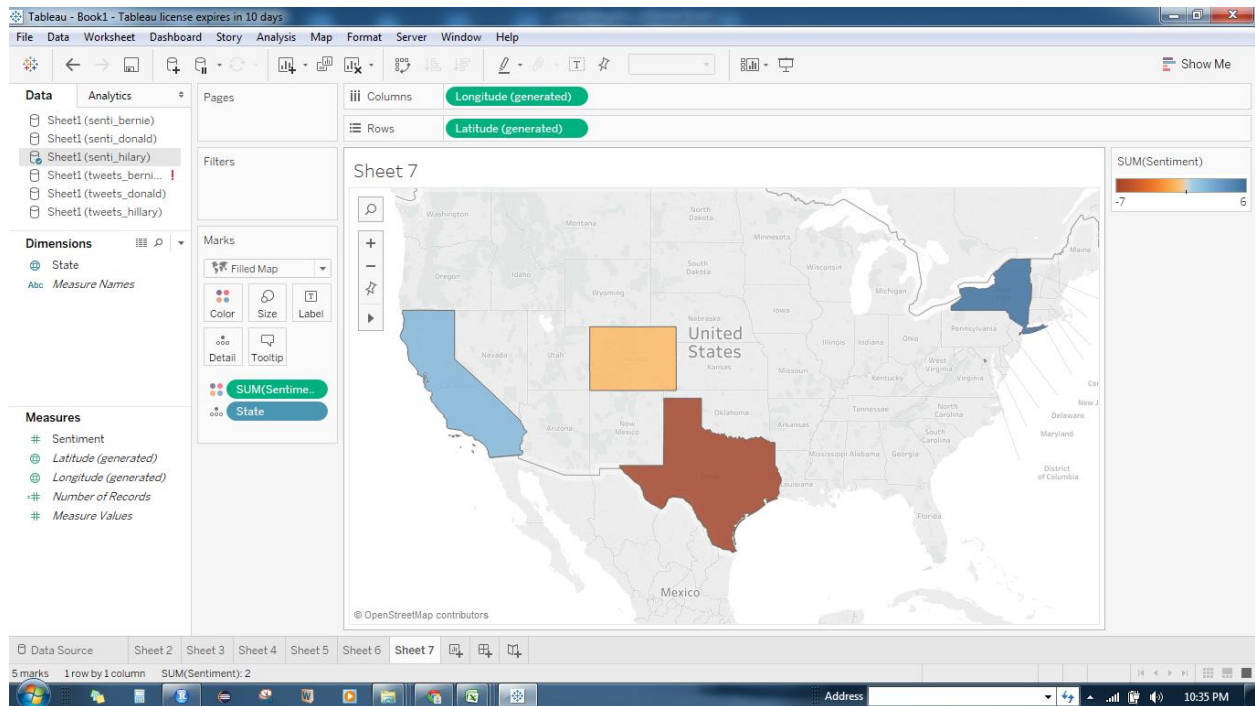 Tableau - Book1 - Tableau license expires in 10 days
File Data Worksheet Dashboard Story Analysis Map Format Server Window Help
Show Me
Data Analytics
Pages
iii Columns Longitude (generated)
Rows Latitude (generated)
Sheet1 (senti_bernie)
Sheet1 (senti_donald)
Sheet1 (senti_hilary)
Sheet1 (tweets_berni... !
Sheet1 (tweets_donald)
Sheet1 (tweets_hillary)
Filters
Sheet 7
SUM(Sentiment)
-7 6
Dimensions
State
Abc Measure Names
Marks
Filled Map
Color Size Label
Detail Tooltip
SUM(Sentime..
State
Measures
# Sentiment
Latitude (generated)
Longitude (generated)
=# Number of Records
# Measure Values
Washington
Montana
North
Dakota
Minnesota
Maine
Oregon
Idaho
South
Dakota
Wisconsin
Michigan
Wyoming
Iowa
Nebraska
United
States
Nevada
Utah
Kansas
Illinois
Indiana
Ohio
Pennsylvania
West
Virginia
Virginia
Missouri
Kentucky
Arizona
New
Mexico
Oklahoma
Arkansas
Tennessee
North
Carolina
South
Carolina
Mississippi Alabama Georgia
Louisiana
Florida
Cor
New J
Delaware
Maryland
District
of Columbia
Mexico
© OpenStreetMap contributors
Data Source Sheet 2 Sheet 3 Sheet 4 Sheet 5 Sheet 6 Sheet 7
5 marks 1 row by 1 column SUM(Sentiment): 2
Address
10:35 PM